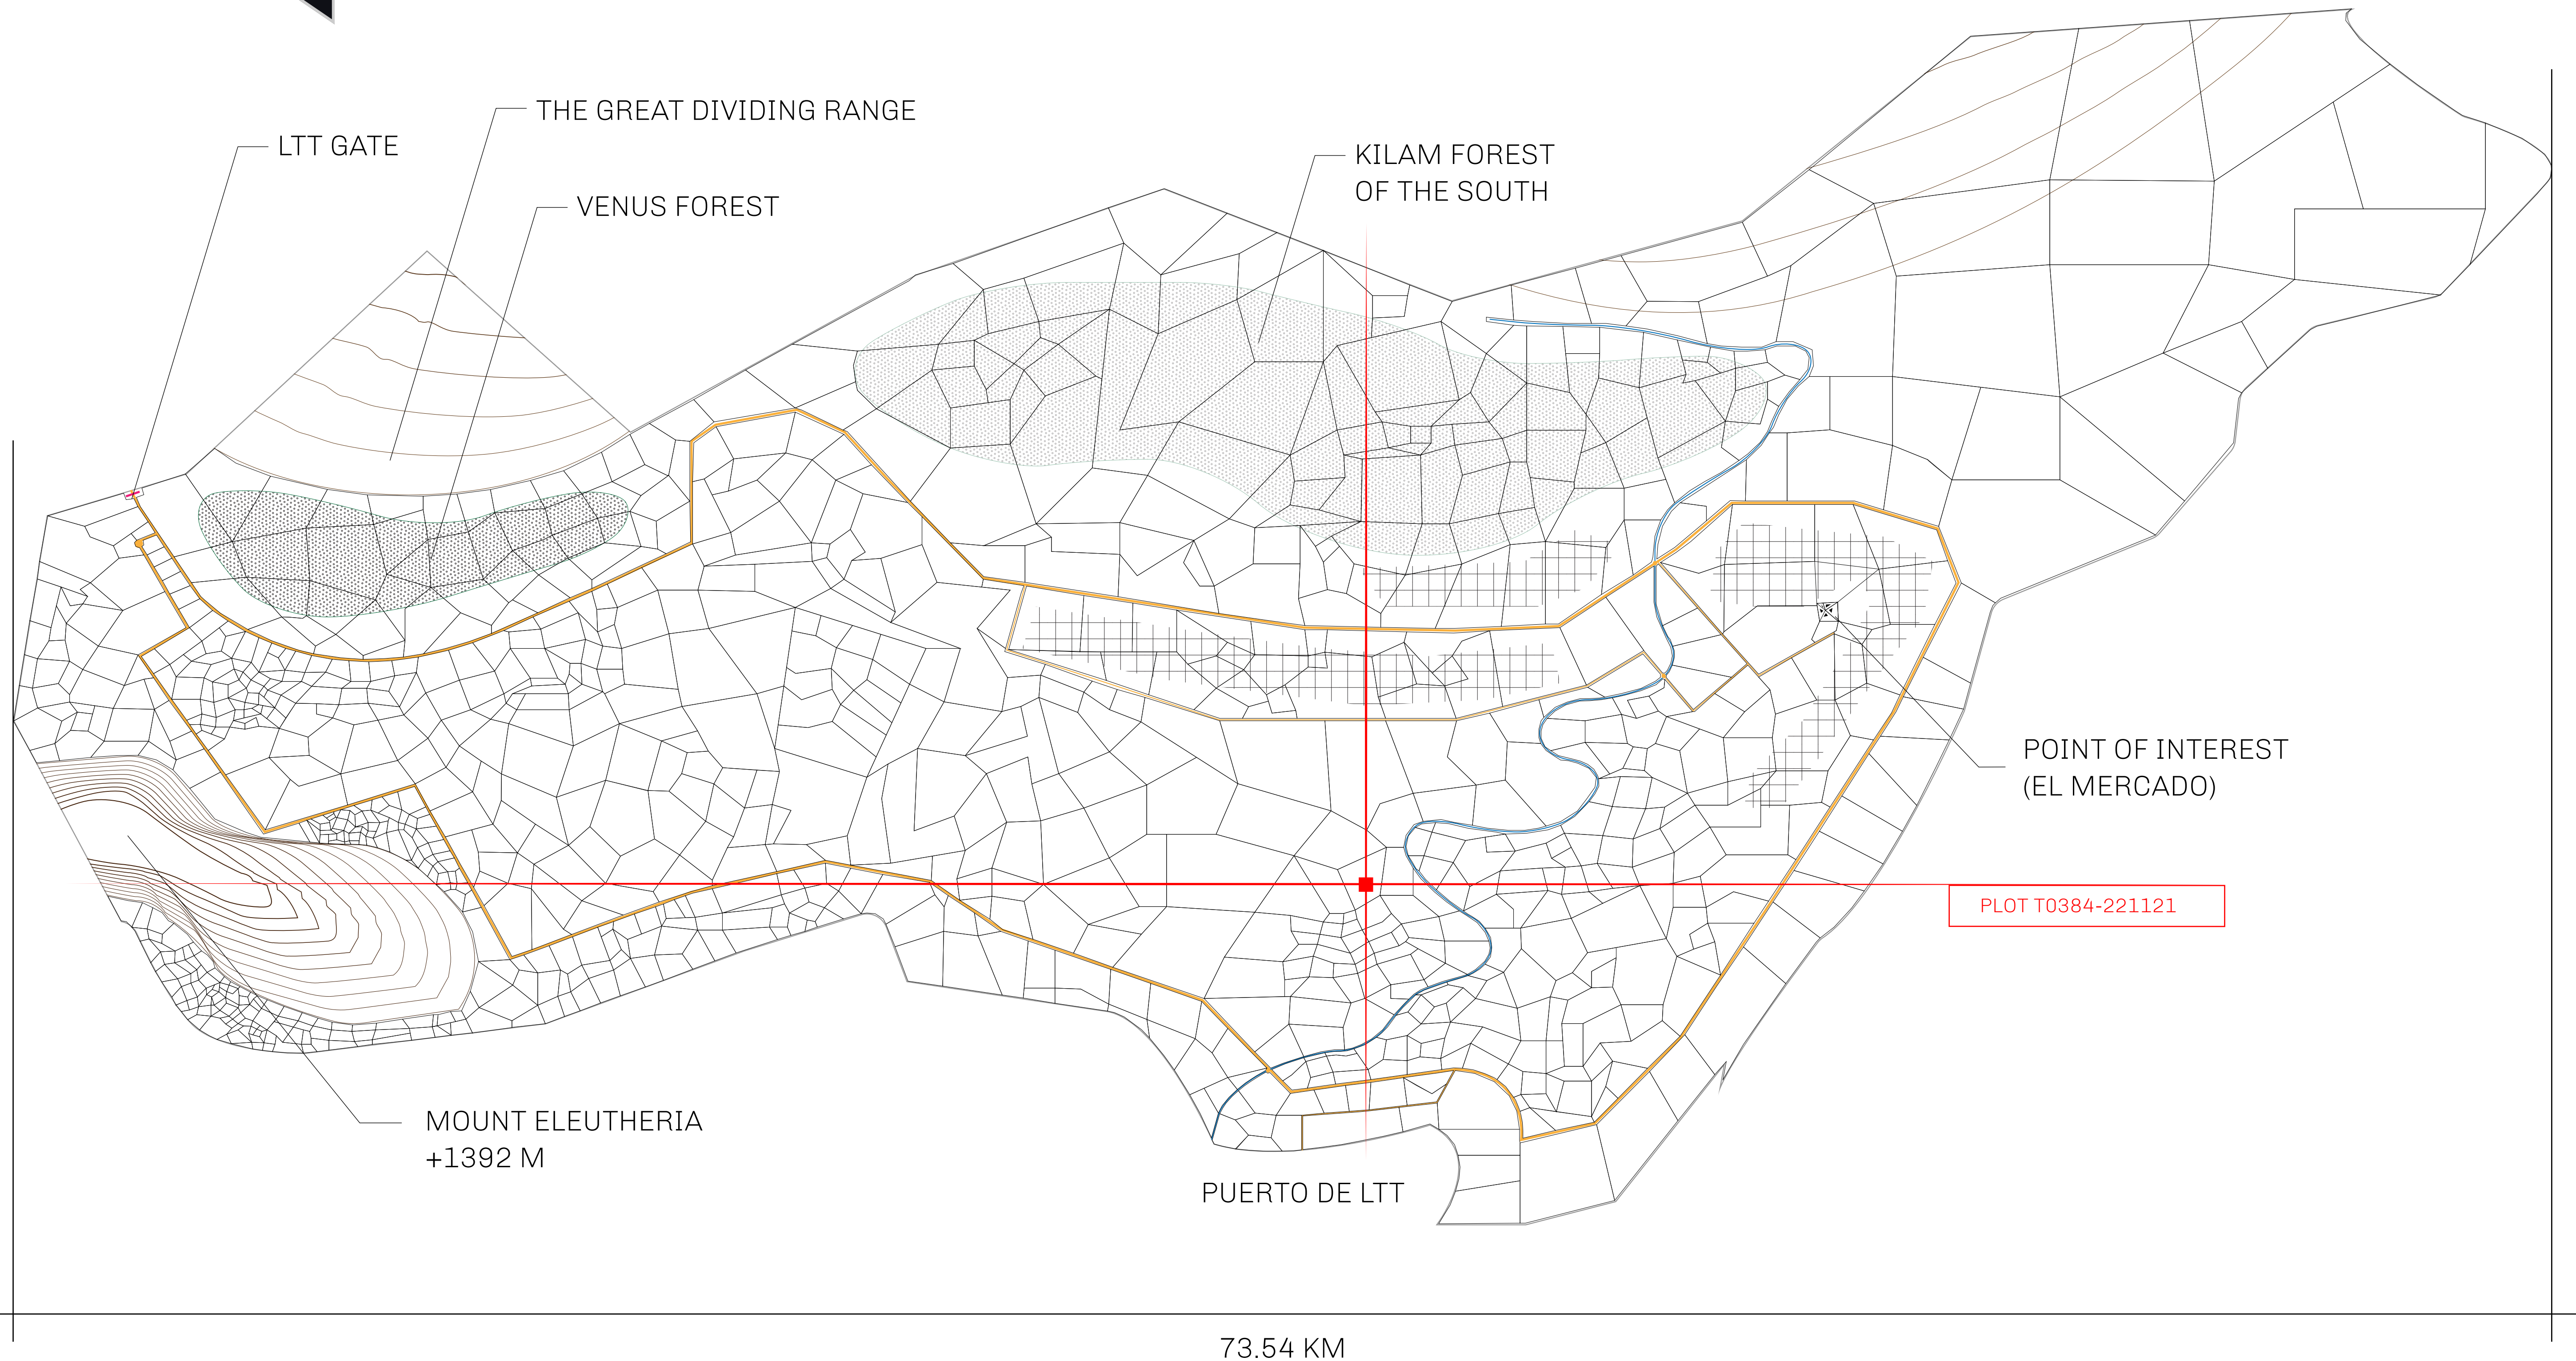 THE GREAT DIVIDING RANGE
LTT GATE
KILAM FOREST
OF THE SOUTH
VENUS FOREST
POINT OF INTEREST
(EL MERCADO)
PLOT T0384-221121
MOUNT ELEUTHERIA
+1392 M
PUERTO DE LTT
73.54 KM